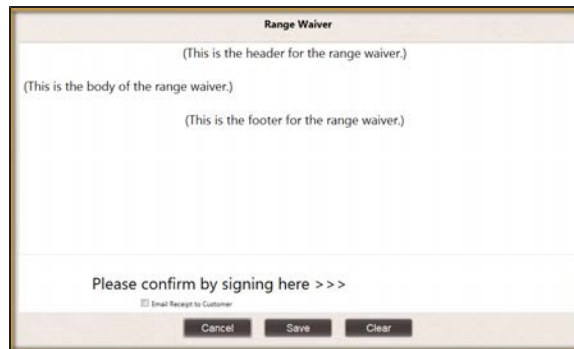 Range Waiver
(This is the header for the range waiver.)
(This is the body of the range waiver.)
(This is the footer for the range waiver.)
Please confirm by signing here >>>
Email Receipt to Customer
Cancel Save Clear